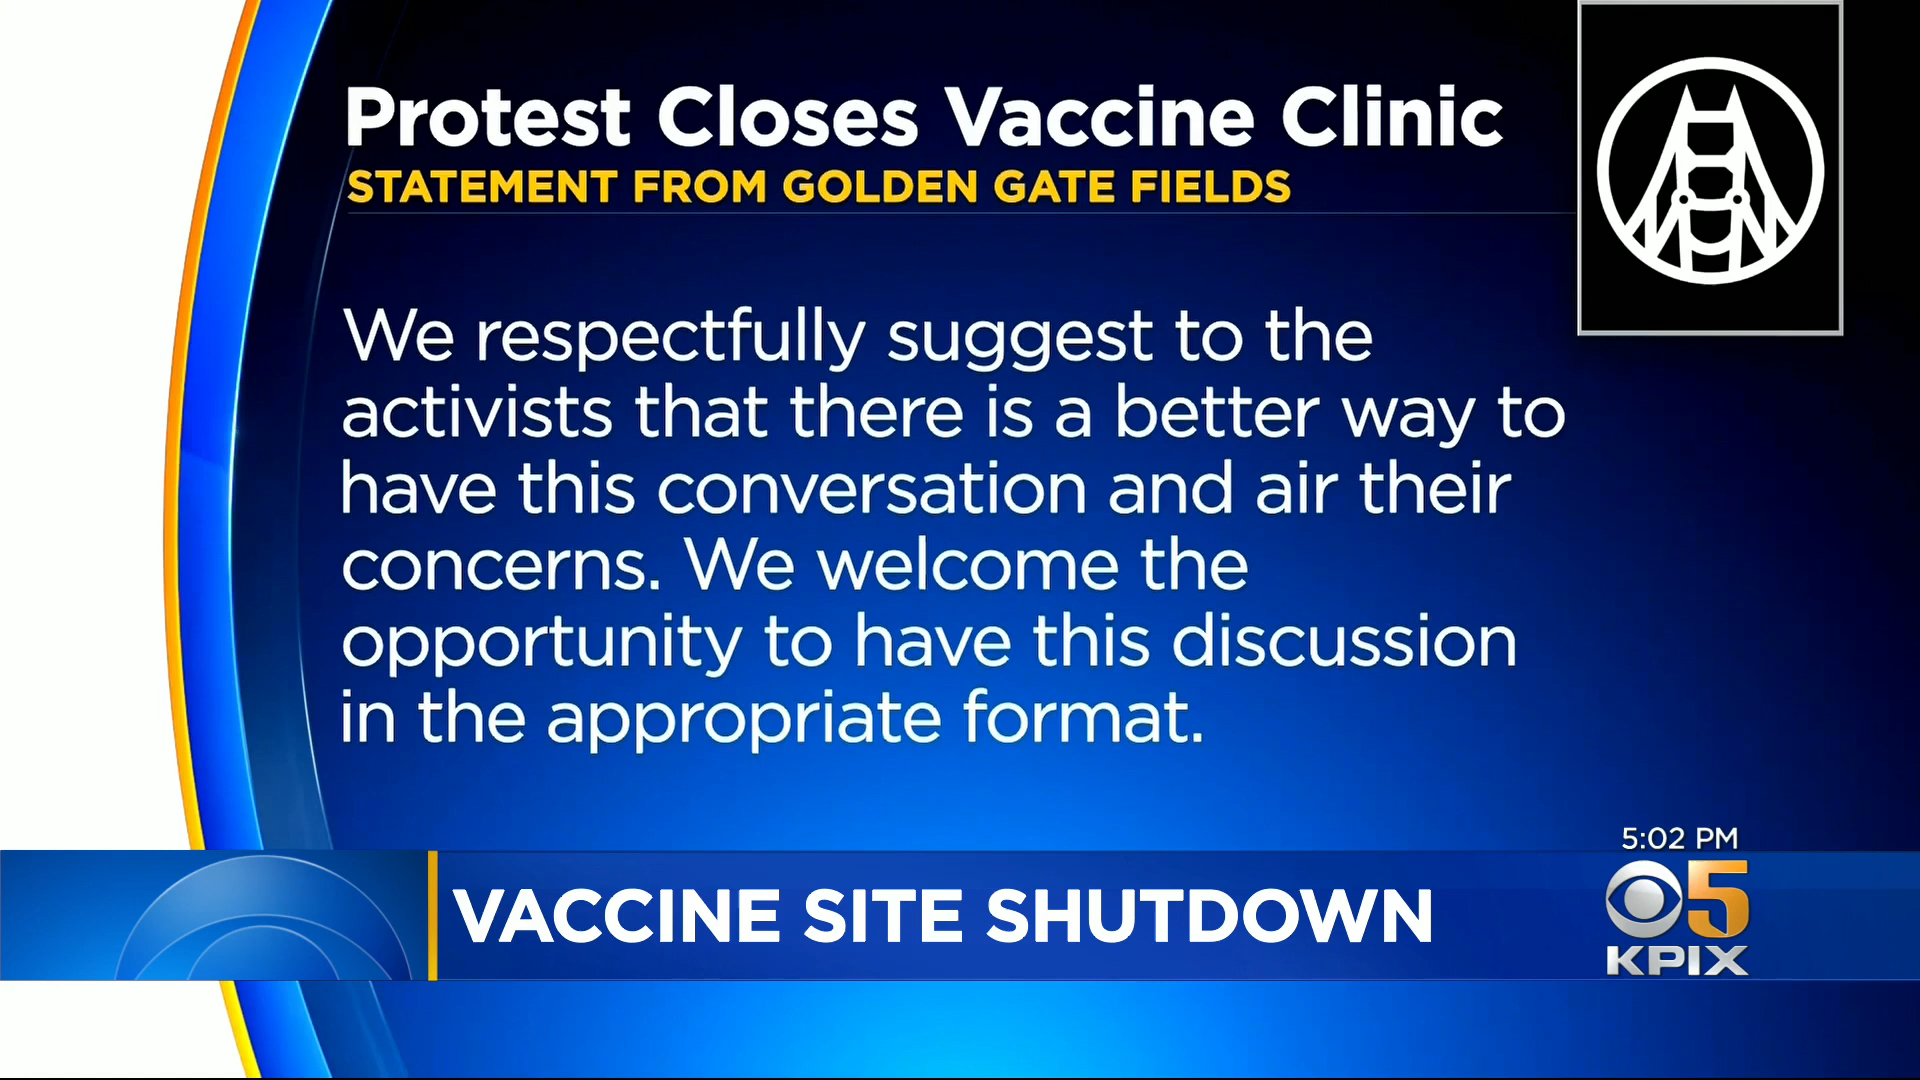 Protest Closes Vaccine Clinic
STATEMENT FROM GOLDEN GATE FIELDS
We respectfully suggest to the
activists that there is a better way to
have this conversation and air their
concerns. We welcome the
opportunity to have this discussion
in the appropriate format.
5:02 PM
VACCINE SITE SHUTDOWN
5
KPIX